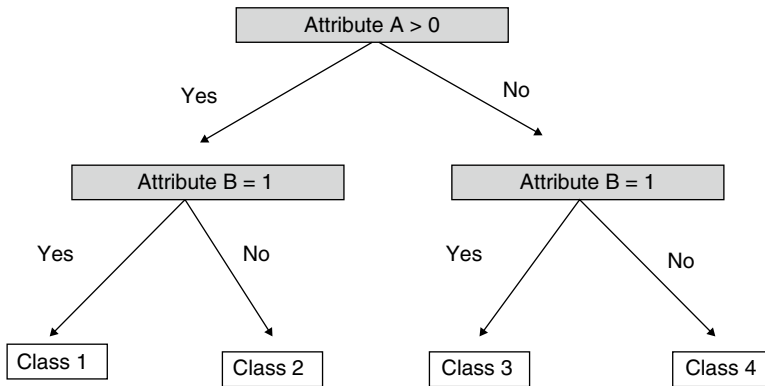 Attribute A > 0
Yes
No
Attribute B = 1
Attribute B = 1
Yes
No
Yes
No
Class 1
Class 2
Class 3
Class 4